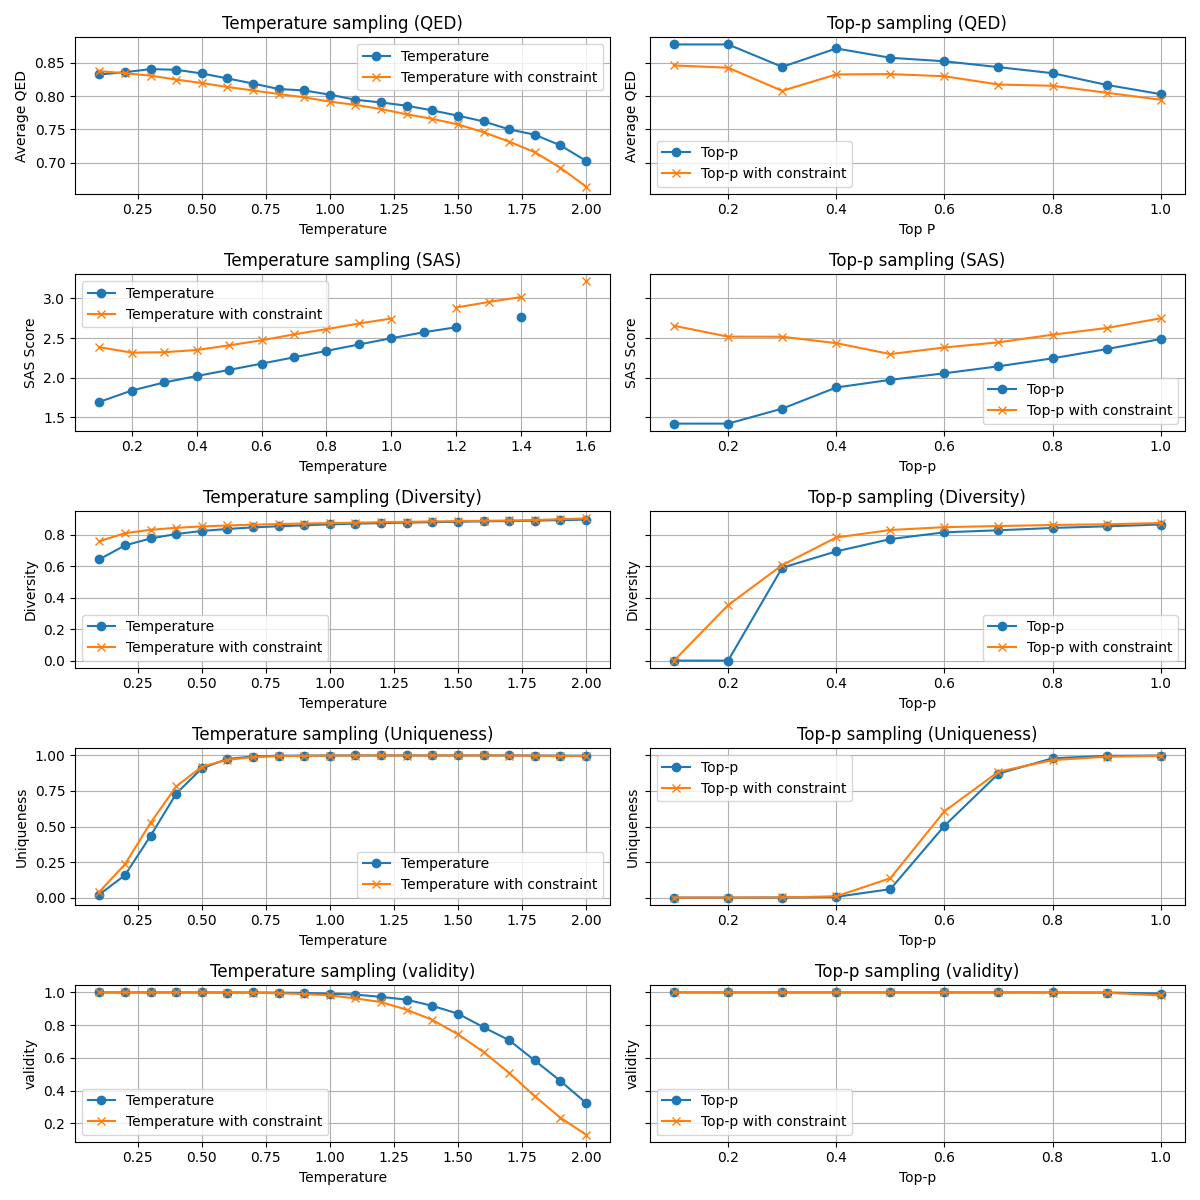 Temperature sampling (QED)
Average QED
0.85
0.80
0.75
0.70
Temperature
Temperature with constraint
0.25 0.50 0.75 1.00 1.25 1.50 1.75 2.00
Temperature
Top-p sampling (QED)
Average QED
Top-p
Top-p with constraint
0.2 0.4 0.6 0.8 1.0
Top P
Temperature sampling (SAS)
SAS Score
3.0
2.5
2.0
1.5
Temperature
Temperature with constraint
0.2 0.4 0.6 0.8 1.0 1.2 1.4 1.6
Temperature
Top-p sampling (SAS)
SAS Score
Top-p
Top-p with constraint
0.2 0.4 0.6 0.8 1.0
Top-p
Temperature sampling (Diversity)
Diversity
0.8
0.6
0.4
0.2
0.0
Temperature
Temperature with constraint
0.25 0.50 0.75 1.00 1.25 1.50 1.75 2.00
Temperature
Top-p sampling (Diversity)
Diversity
Top-p
Top-p with constraint
0.2 0.4 0.6 0.8 1.0
Top-p
Temperature sampling (Uniqueness)
Uniqueness
1.00
0.75
0.50
0.25
0.00
Temperature
Temperature with constraint
0.25 0.50 0.75 1.00 1.25 1.50 1.75 2.00
Temperature
Top-p sampling (Uniqueness)
Uniqueness
Top-p
Top-p with constraint
0.2 0.4 0.6 0.8 1.0
Top-p
Temperature sampling (validity)
validity
1.0
0.8
0.6
0.4
0.2
Temperature
Temperature with constraint
0.25 0.50 0.75 1.00 1.25 1.50 1.75 2.00
Temperature
Top-p sampling (validity)
validity
Top-p
Top-p with constraint
0.2 0.4 0.6 0.8 1.0
Top-p